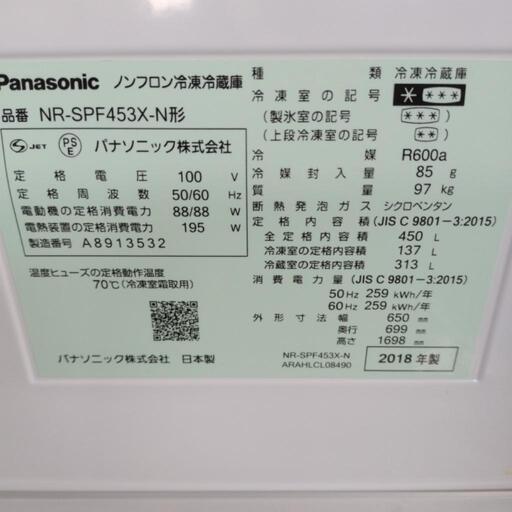 Panasonic ノンフロン冷凍冷蔵庫
品番 NR-SPF453X-N形
JET PSE パナソニック株式会社
定格電圧 100 V
定格周波数 50/60 Hz
電動機の定格消費電力 88/88 W
電熱装置の定格消費電力 195 W
製造番号 A8913532
温度ヒューズの定格動作温度
70℃(冷凍室霜取用)
パナソニック株式会社 日本製
種類 冷凍冷蔵庫
冷凍室の記号 * ***
(製氷室の記号) ***
(上段冷凍室の記号) ***
冷媒 R600a
冷媒封入量 85 g
質量 97 kg
断熱発泡ガス シクロペンタン
定格内容積 (JIS C 9801-3:2015)
全定格内容積 450 L
冷凍室の定格内容積 137 L
冷蔵室の定格内容積 313 L
消費電力量 (JIS C 9801-3:2015)
50 Hz 259 kWh/年
60 Hz 259 kWh/年
外形寸法 幅 650 mm
奥行 699 mm
高さ 1698 mm
NR-SPF453X-N
ARAHLCL08490
2018年製